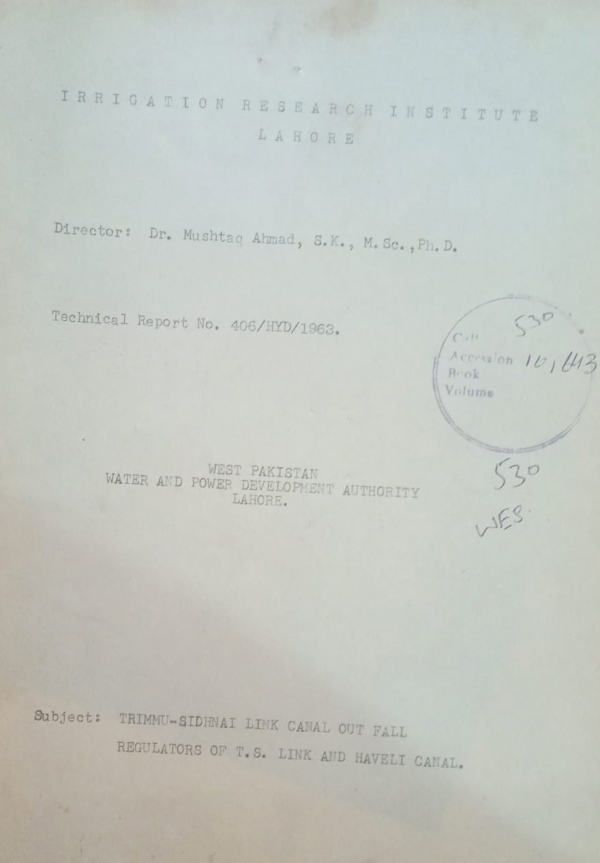 IRRIGATION RESEARCH INSTITUTE
LAHORE
Director: Dr. Mushtaq Ahmad, S.K., M.Sc.,Ph.D.
Technical Report No. 406/HYD/1963.
Call 530
Accession
Book
Volume
WEST PAKISTAN
WATER AND POWER DEVELOPMENT AUTHORITY
LAHORE.
530
WES.
Subject: TRIMMU-SIDHNAI LINK CANAL OUT FALL
REGULATORS OF T.S. LINK AND HAVELI CANAL.